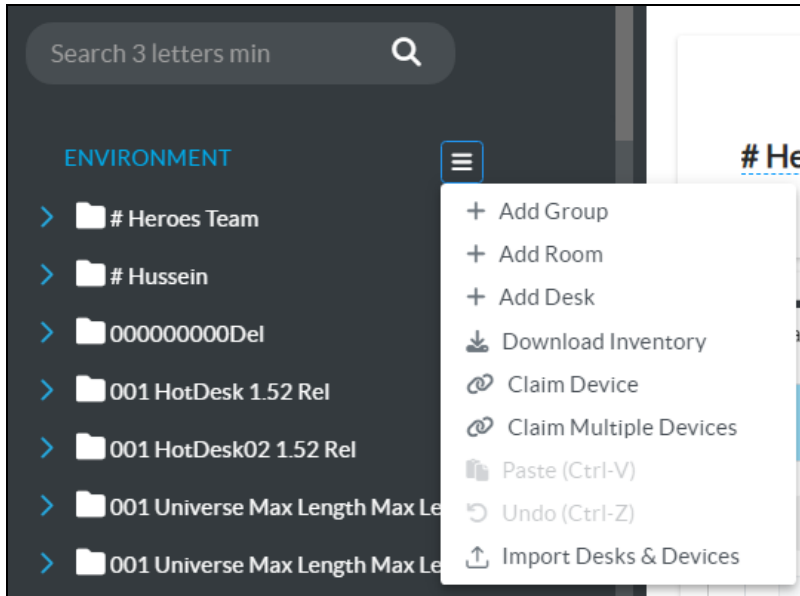 Search 3 letters min
ENVIRONMENT
# Heroes Team
# Hussein
000000000Del
001 HotDesk 1.52 Rel
001 HotDesk02 1.52 Rel
001 Universe Max Length Max Le
001 Universe Max Length Max Le
# He
Add Group
Add Room
Add Desk
Download Inventory
Claim Device
Claim Multiple Devices
Paste (Ctrl-V)
Undo (Ctrl-Z)
Import Desks & Devices